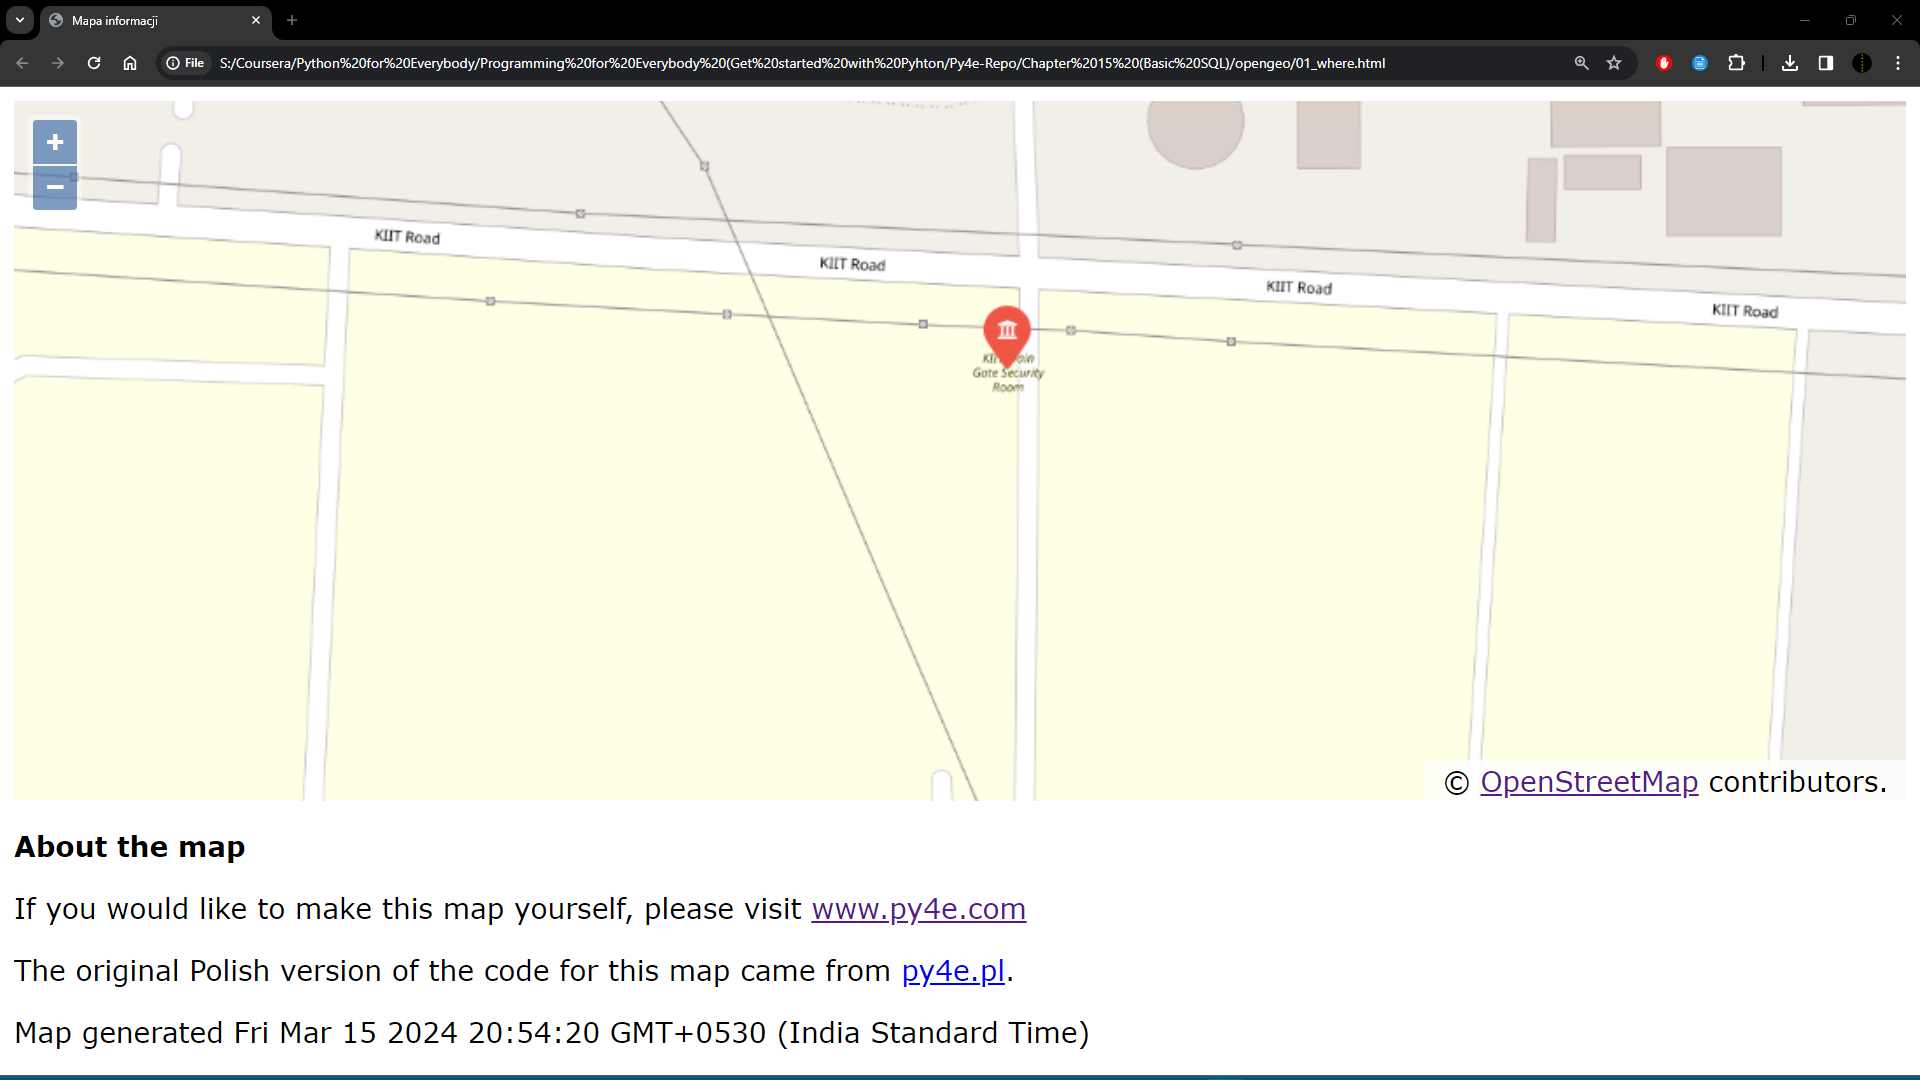 Mapa informacji
File
S:/Coursera/Python%20for%20Everybody/Programming%20for%20Everybody%20(Get%20started%20with%20Pyhton/Py4e-Repo/Chapter%2015%20(Basic%20SQL)/opengeo/01_where.html
+
−
KIIT Road
KIIT Road
KIIT Road
KIIT Road
Gate Security
Room
© OpenStreetMap contributors.
About the map
If you would like to make this map yourself, please visit www.py4e.com
The original Polish version of the code for this map came from py4e.pl.
Map generated Fri Mar 15 2024 20:54:20 GMT+0530 (India Standard Time)